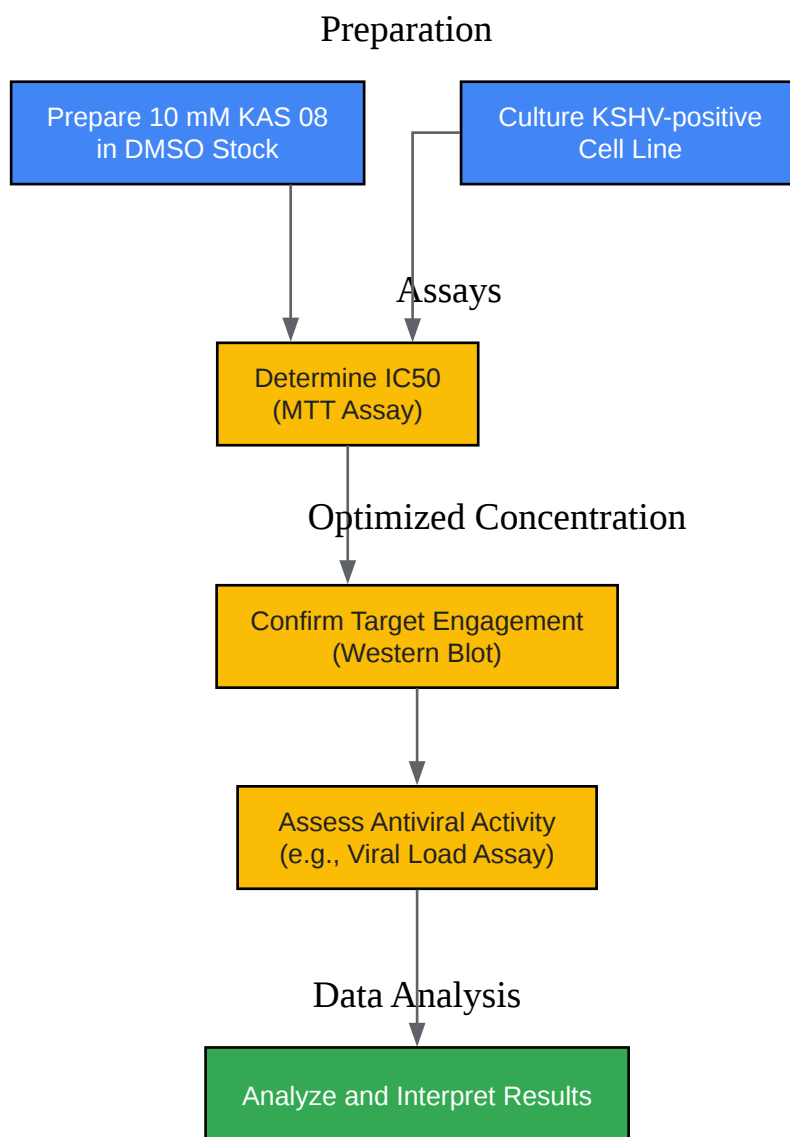 Preparation
Prepare 10 mM KAS 08
in DMSO Stock
Culture KSHV-positive
Cell Line
Assays
Determine IC50
(MTT Assay)
Optimized Concentration
Confirm Target Engagement
(Western Blot)
Assess Antiviral Activity
(e.g., Viral Load Assay)
Data Analysis
Analyze and Interpret Results